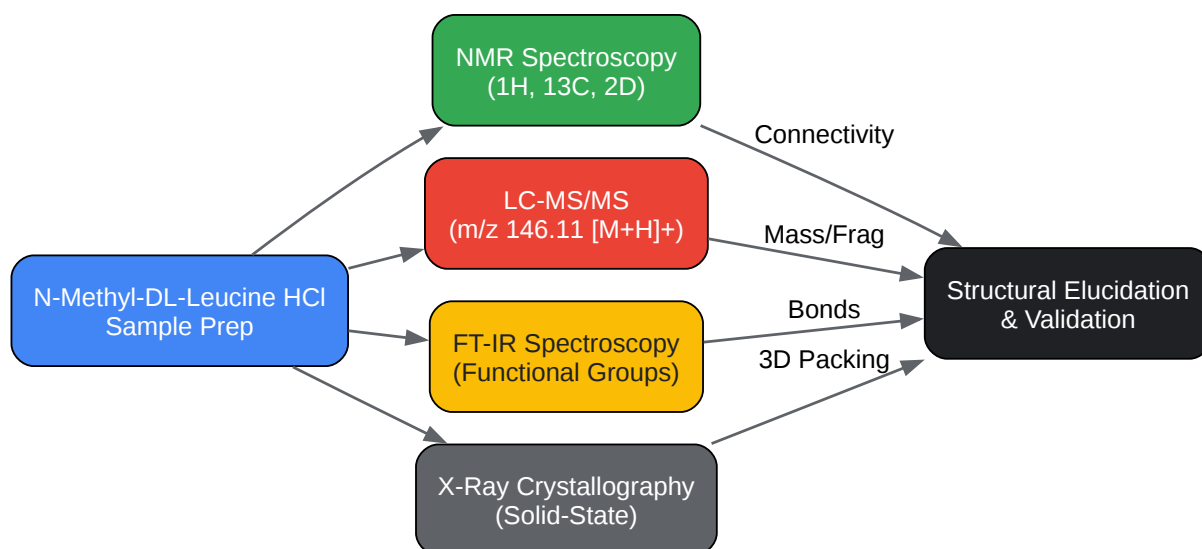 NMR Spectroscopy
(1H, 13C, 2D)
Connectivity
LC-MS/MS
(m/z 146.11 [M+H]+)
Mass/Frag
N-Methyl-DL-Leucine HCl
Sample Prep
Structural Elucidation
& Validation
Bonds
FT-IR Spectroscopy
(Functional Groups)
3D Packing
X-Ray Crystallography
(Solid-State)